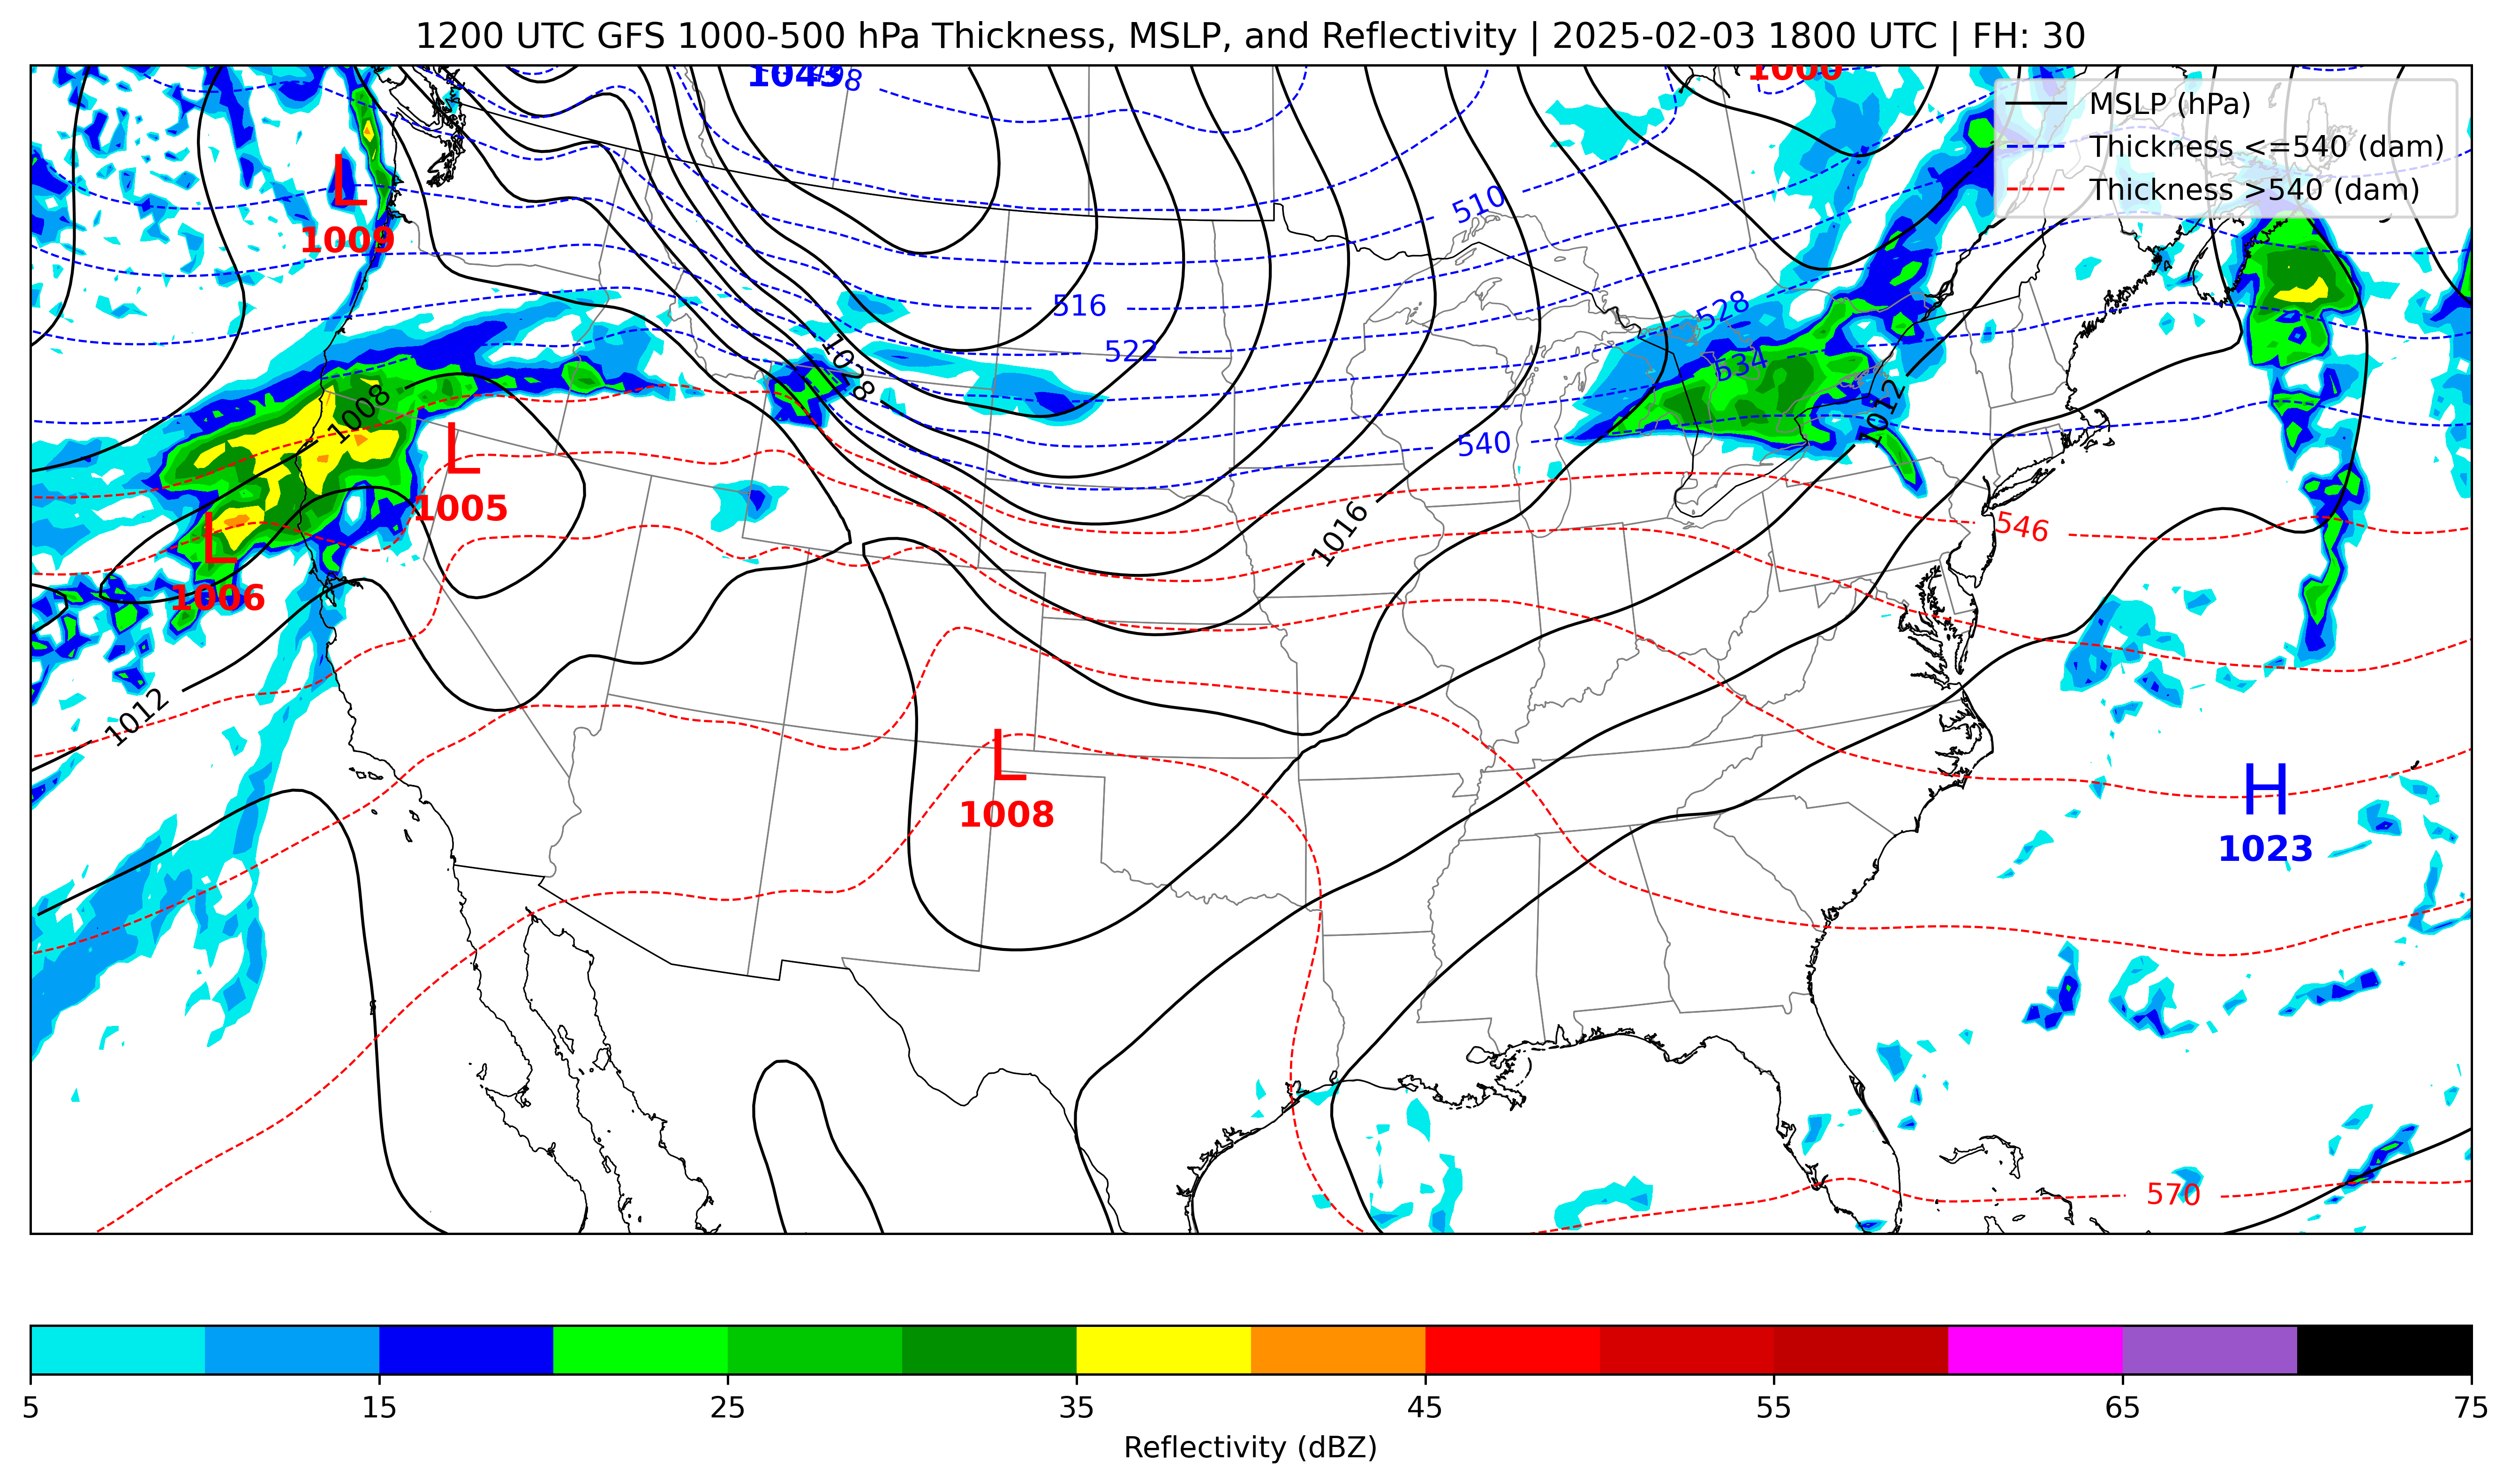 1200 UTC GFS 1000-500 hPa Thickness, MSLP, and Reflectivity | 2025-02-03 1800 UTC | FH: 30
1043
498
1000
MSLP (hPa)
Thickness <=540 (dam)
Thickness >540 (dam)
L
1009
510
516
528
522
534
1028
1008
1012
540
L
1005
546
1016
L
1006
1012
L
1008
H
1023
570
5 15 25 35 45 55 65 75
Reflectivity (dBZ)